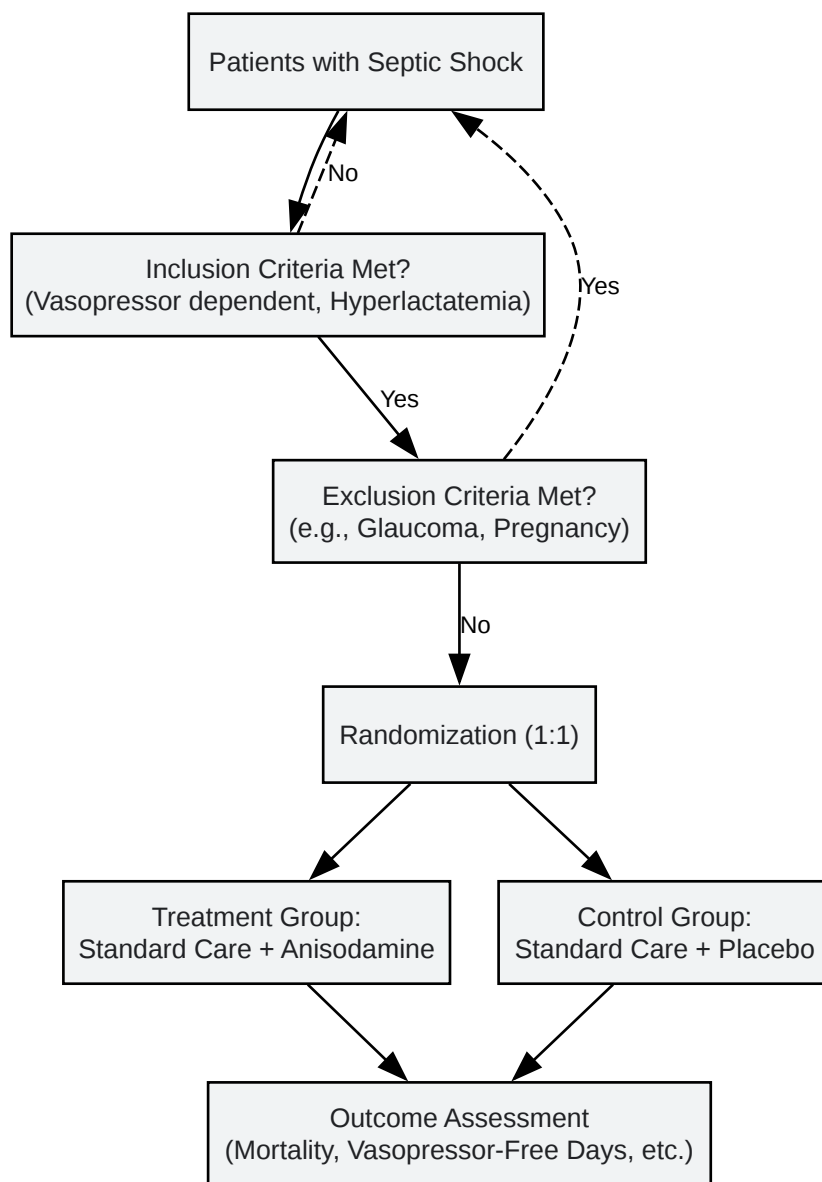 Patients with Septic Shock
No
Inclusion Criteria Met?
(Vasopressor dependent, Hyperlactatemia)
Yes
Yes
Exclusion Criteria Met?
(e.g., Glaucoma, Pregnancy)
No
Randomization (1:1)
Treatment Group:
Standard Care + Anisodamine
Control Group:
Standard Care + Placebo
Outcome Assessment
(Mortality, Vasopressor-Free Days, etc.)